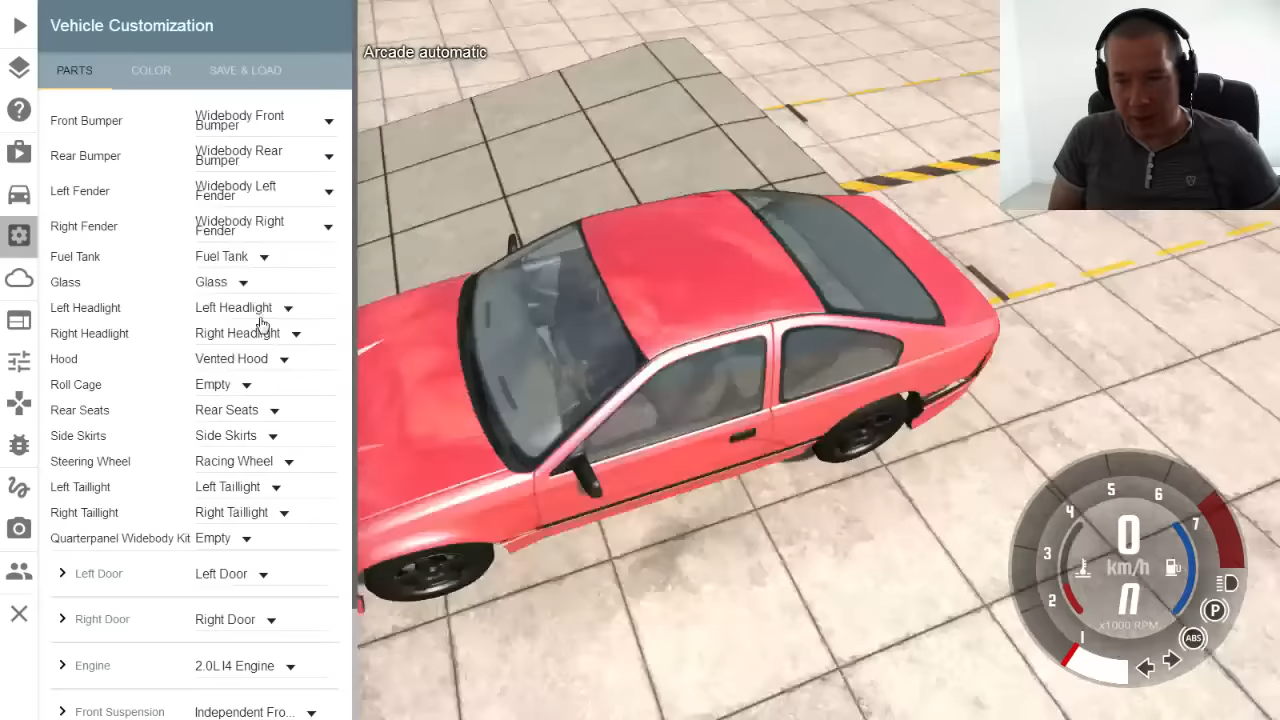 Vehicle Customization
Arcade automatic
PARTS COLOR SAVE & LOAD
Front Bumper Widebody Front
Bumper
Rear Bumper Widebody Rear
Bumper
Left Fender Widebody Left
Fender
Right Fender Widebody Right
Fender
Fuel Tank Fuel Tank
Glass Glass
Left Headlight Left Headlight
Right Headlight Right Headlight
Hood Vented Hood
Roll Cage Empty
Rear Seats Rear Seats
Side Skirts Side Skirts
Steering Wheel Racing Wheel
Left Taillight Left Taillight
Right Taillight Right Taillight
Quarterpanel Widebody Kit Empty
Left Door Left Door
Right Door Right Door
Engine 2.0L I4 Engine
Front Suspension Independent Fro...
1 2 3 4 5 6 7
0
km/h
n
x1000 RPM
P
ABS